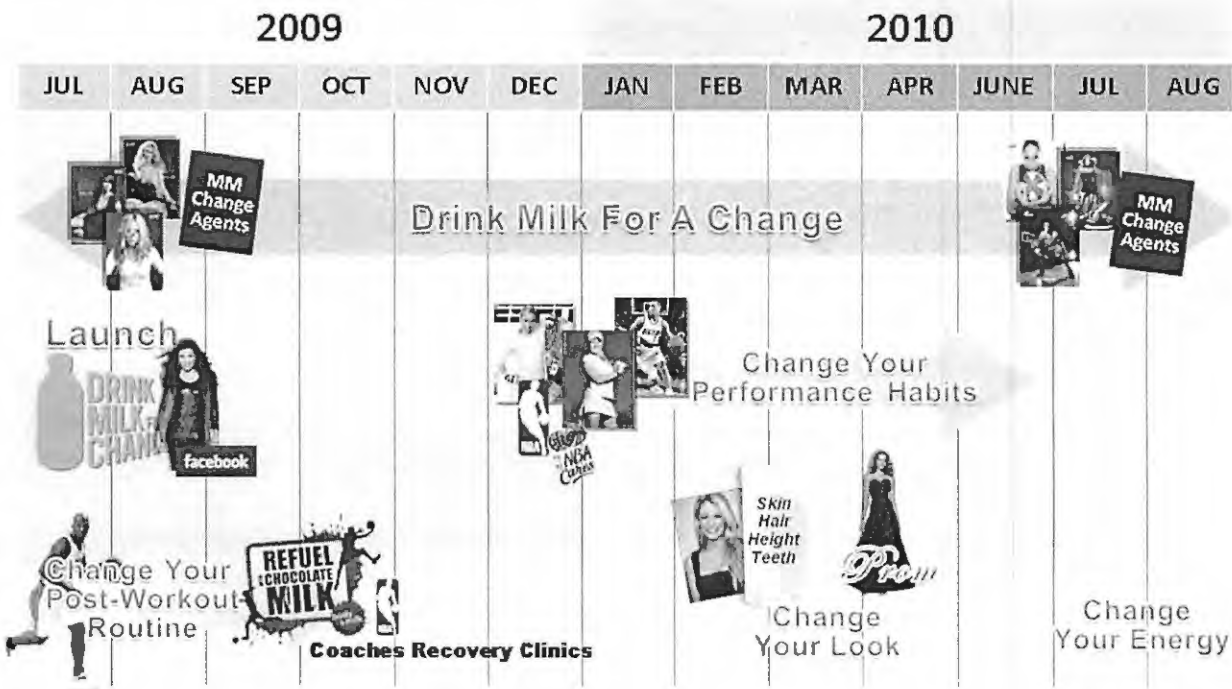 2009
2010
JUL AUG SEP OCT NOV DEC JAN FEB MAR APR JUNE JUL AUG
MM
Change
Agents
Drink Milk For A Change
MM
Change
Agents
Launch
DRINK
MILK
CHANG
facebook
NBA
Cares
Change Your
Performance Habits
Skin
Hair
Height
Teeth
Prom
Change Your
Post-Workout
Routine
REFUEL
CHOCOLATE
MILK
Coaches Recovery Clinics
Change
Your Look
Change
Your Energy